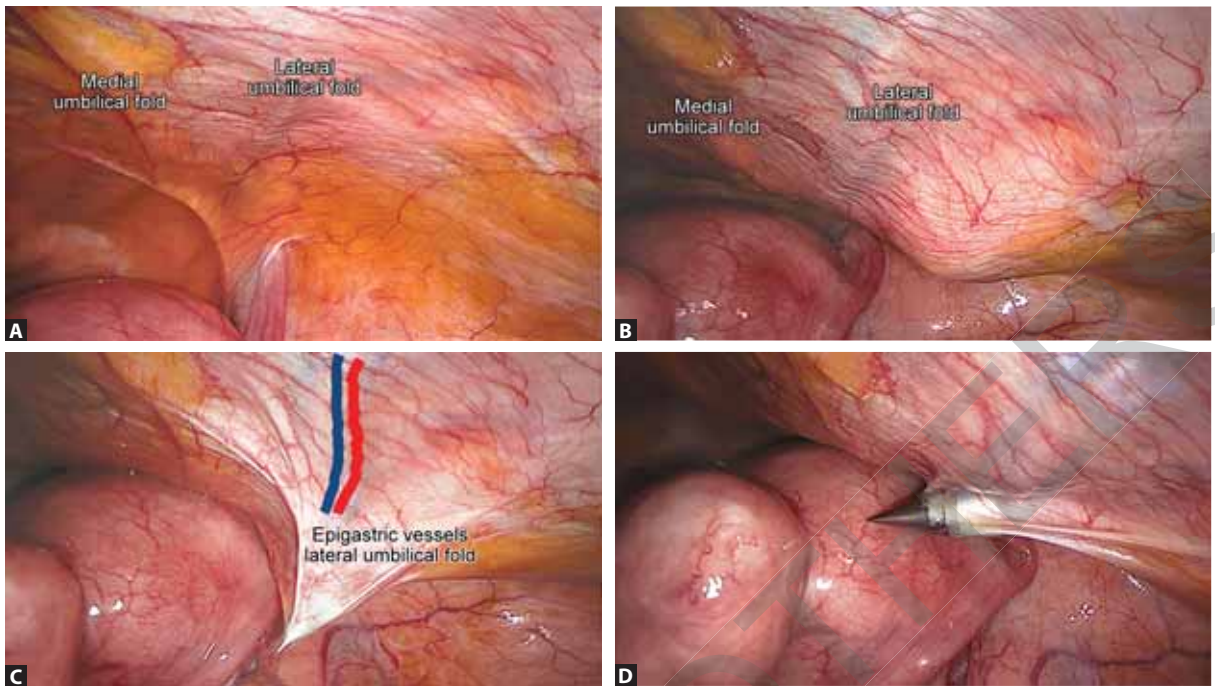 Medial
umbilical fold
Lateral
umbilical fold
A
Medial
umbilical fold
Lateral
umbilical fold
B
Epigastric vessels
lateral umbilical fold
C
D